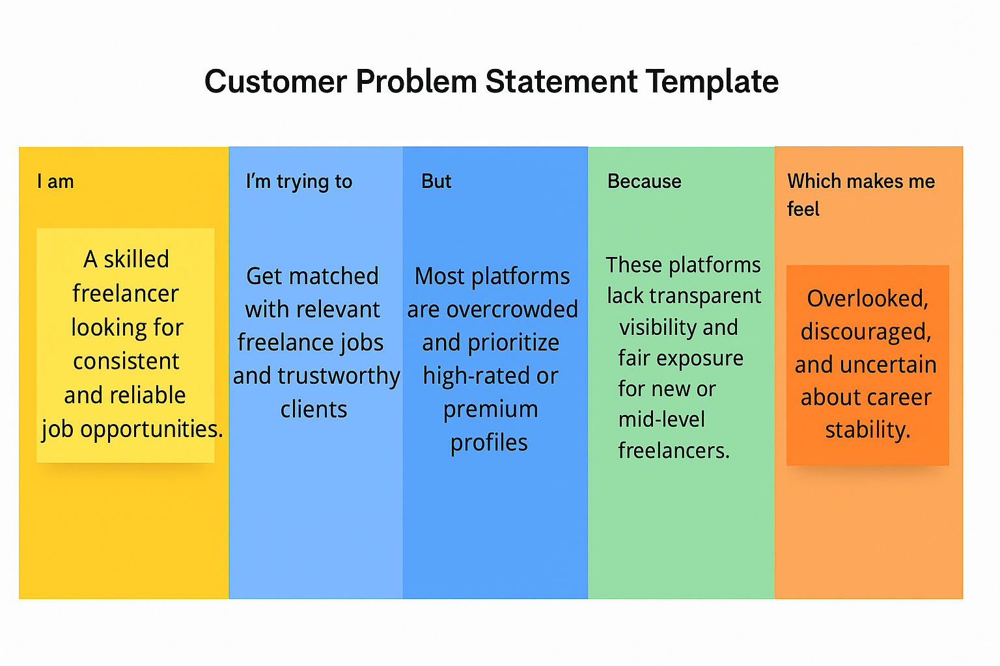 Customer Problem Statement Template
I am
A skilled
freelancer
looking for
consistent
and reliable
job opportunities.
I’m trying to
Get matched
with relevant
freelance jobs
and trustworthy
clients
But
Most platforms
are overcrowded
and prioritize
high-rated or
premium
profiles
Because
These platforms
lack transparent
visibility and
fair exposure
for new or
mid-level
freelancers.
Which makes me
feel
Overlooked,
discouraged,
and uncertain
about career
stability.